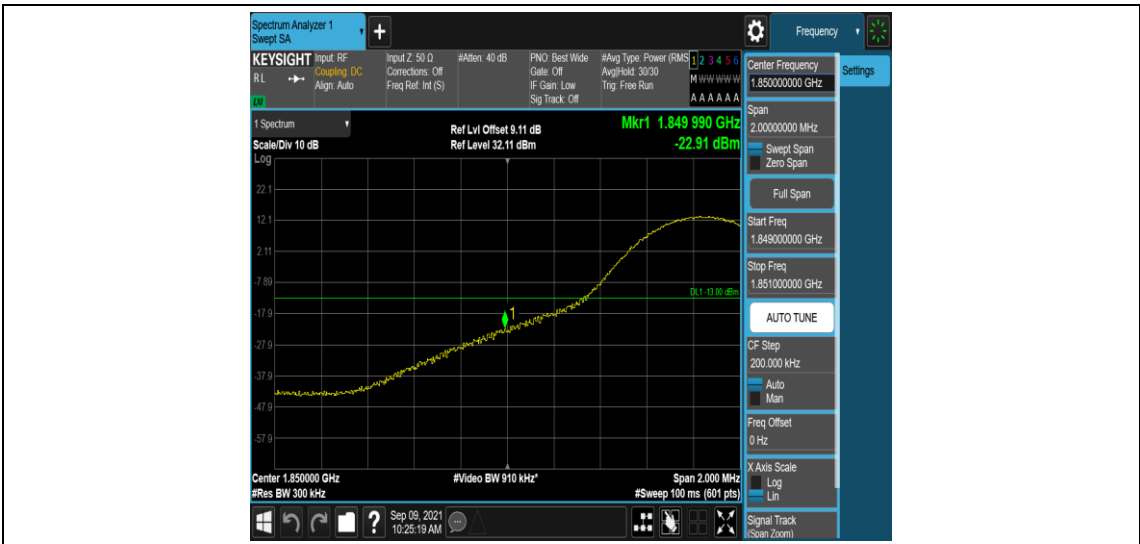 Spectrum Analyzer 1
Swept SA
Frequency
KEYSIGHT
RL
LNI
Input: RF
Coupling: DC
Align: Auto
Input Z: 50 Ω
Corrections: Off
Freq Ref: Int (S)
#Atten: 40 dB
PNO: Best Wide
Gate: Off
IF Gain: Low
Sig Track: Off
#Avg Type: Power (RMS
Avg|Hold: 30/30
Trig: Free Run
1 2 3 4 5 6
M W W W W W
A A A A A A
1 Spectrum
Scale/Div 10 dB
Log
Ref Lvl Offset 9.11 dB
Ref Level 32.11 dBm
Mkr1 1.849 990 GHz
-22.91 dBm
22.1
12.1
2.11
-7.89
DL1 -13.00 dBm
-17.9
1
-27.9
-37.9
-47.9
-57.9
Center 1.850000 GHz
#Video BW 910 kHz*
Span 2.000 MHz
#Res BW 300 kHz
#Sweep 100 ms (601 pts)
Sep 09, 2021
10:25:19 AM
Center Frequency
1.850000000 GHz
Settings
Span
2.00000000 MHz
Swept Span
Zero Span
Full Span
Start Freq
1.849000000 GHz
Stop Freq
1.851000000 GHz
AUTO TUNE
CF Step
200.000 kHz
Auto
Man
Freq Offset
0 Hz
X Axis Scale
Log
Lin
Signal Track
(Span Zoom)